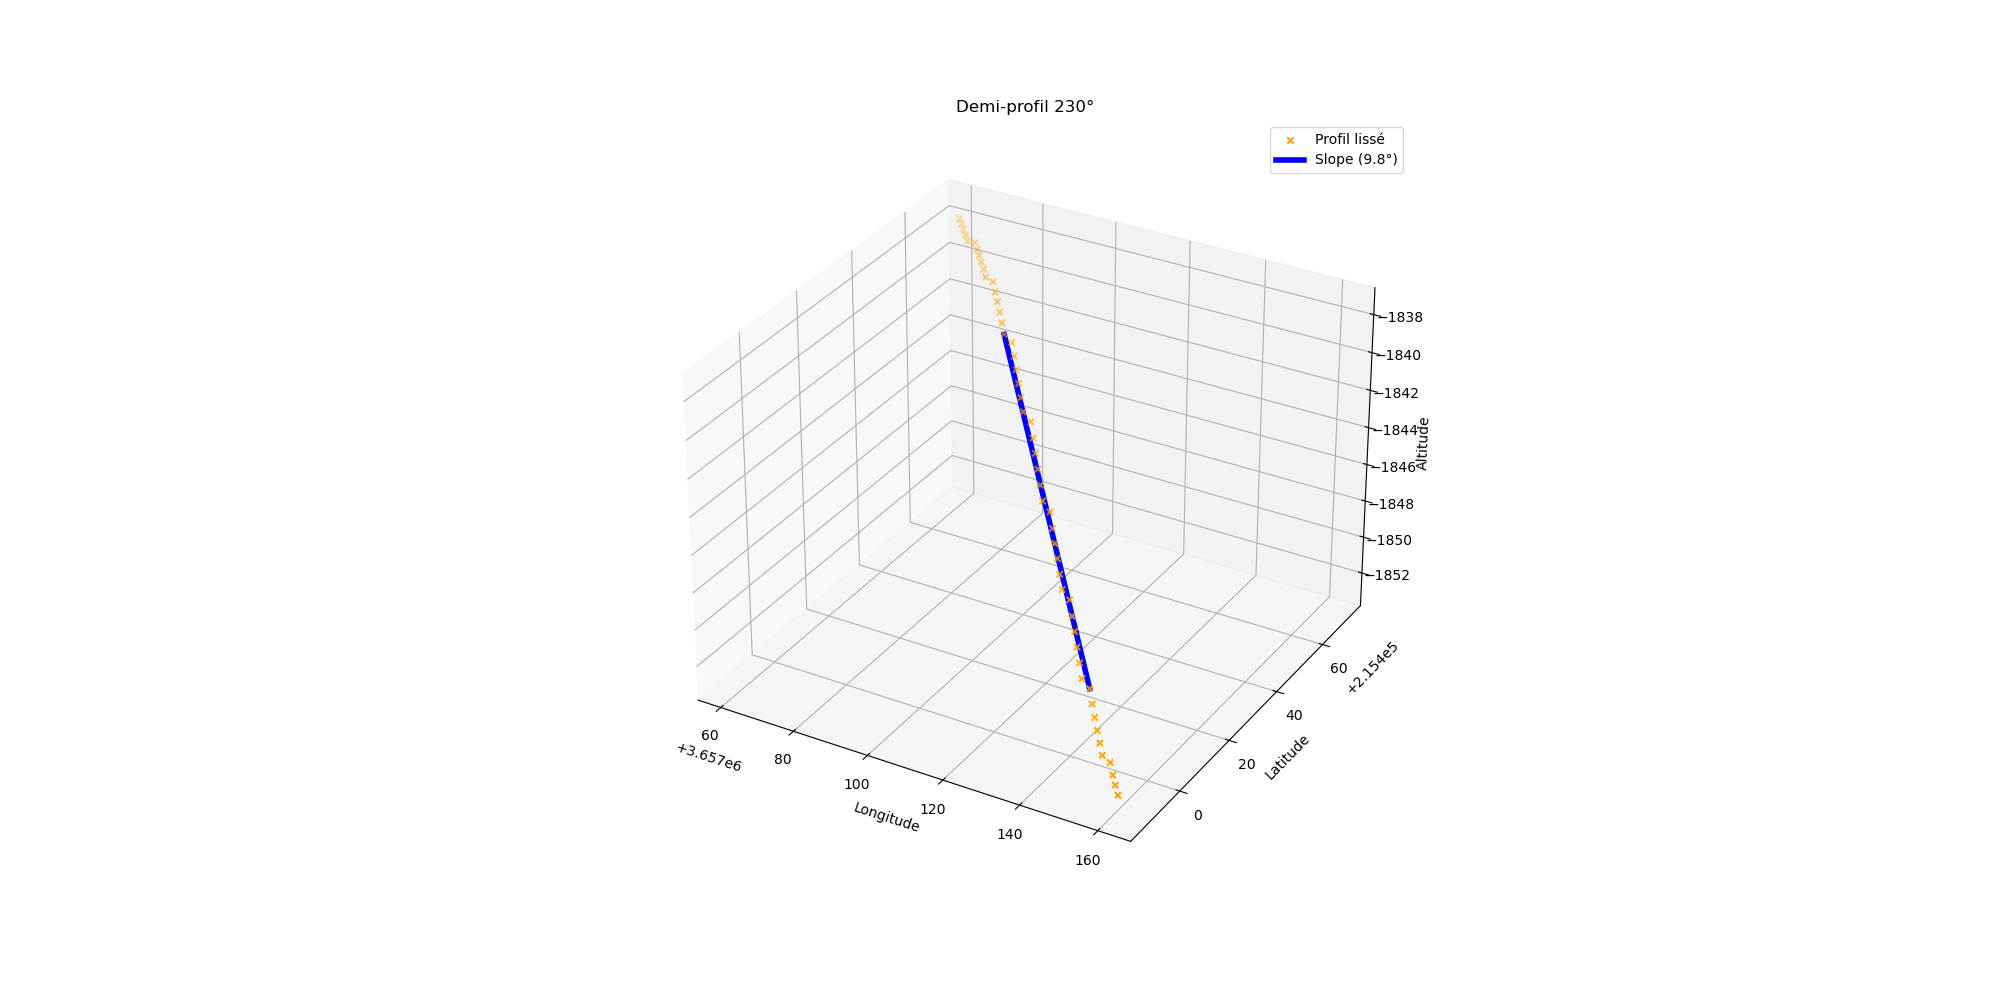 Demi-profil 230°
Profil lissé
Slope (9.8°)
−1838
−1840
−1842
−1844
−1846
−1848
−1850
−1852
Altitude
60
40
20
0
+2.154e5
Latitude
60
80
100
120
140
160
+3.657e6
Longitude